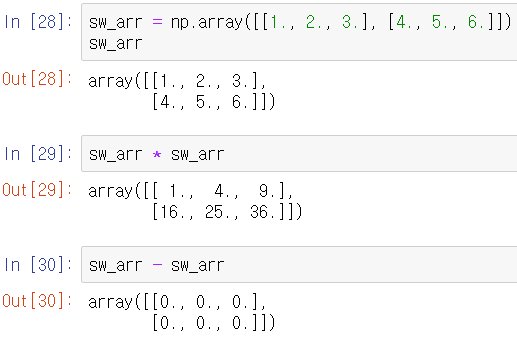 In [28]: sw_arr = np.array([[1., 2., 3.], [4., 5., 6.]])
sw_arr
Out[28]: array([[1., 2., 3.],
[4., 5., 6.]])
In [29]: sw_arr * sw_arr
Out[29]: array([[ 1.,  4.,  9.],
[16., 25., 36.]])
In [30]: sw_arr - sw_arr
Out[30]: array([[0., 0., 0.],
[0., 0., 0.]])